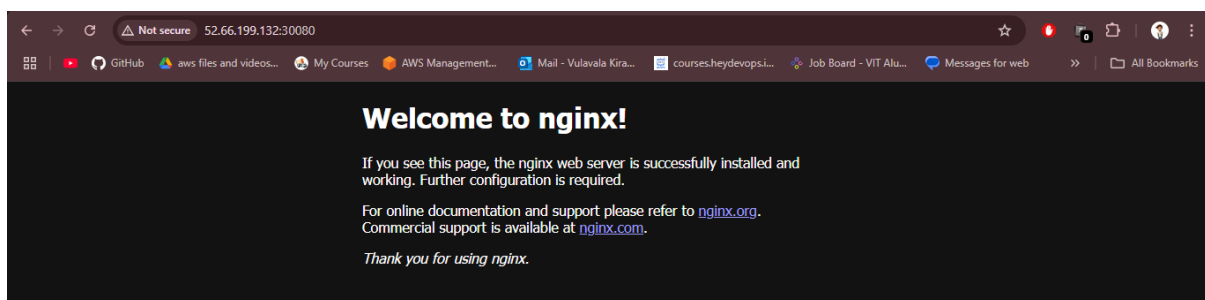 Not secure 52.66.199.132:30080
0
GitHub aws files and videos... My Courses AWS Management... Mail - Vulavala Kira... courses.heydevops.i... Job Board - VIT Alu... Messages for web » All Bookmarks
Welcome to nginx!
If you see this page, the nginx web server is successfully installed and
working. Further configuration is required.
For online documentation and support please refer to nginx.org.
Commercial support is available at nginx.com.
Thank you for using nginx.